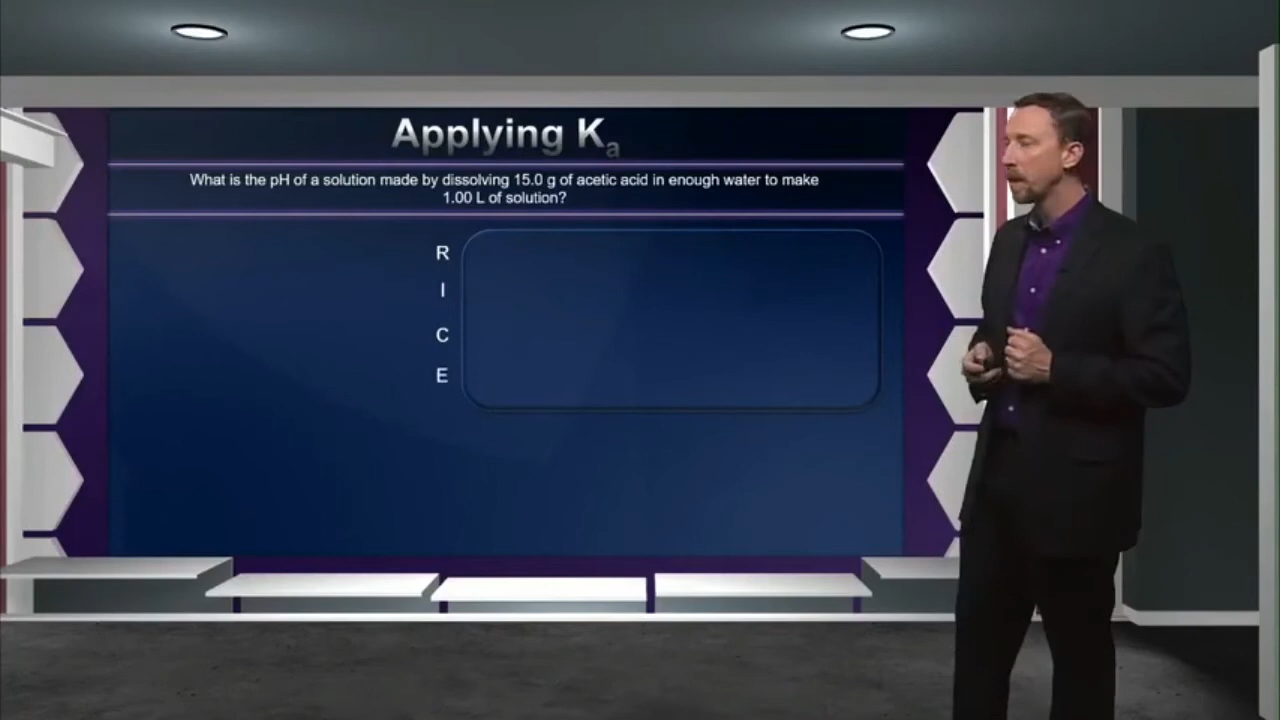 Applying Kₐ
What is the pH of a solution made by dissolving 15.0 g of acetic acid in enough water to make
1.00 L of solution?
R
I
C
E